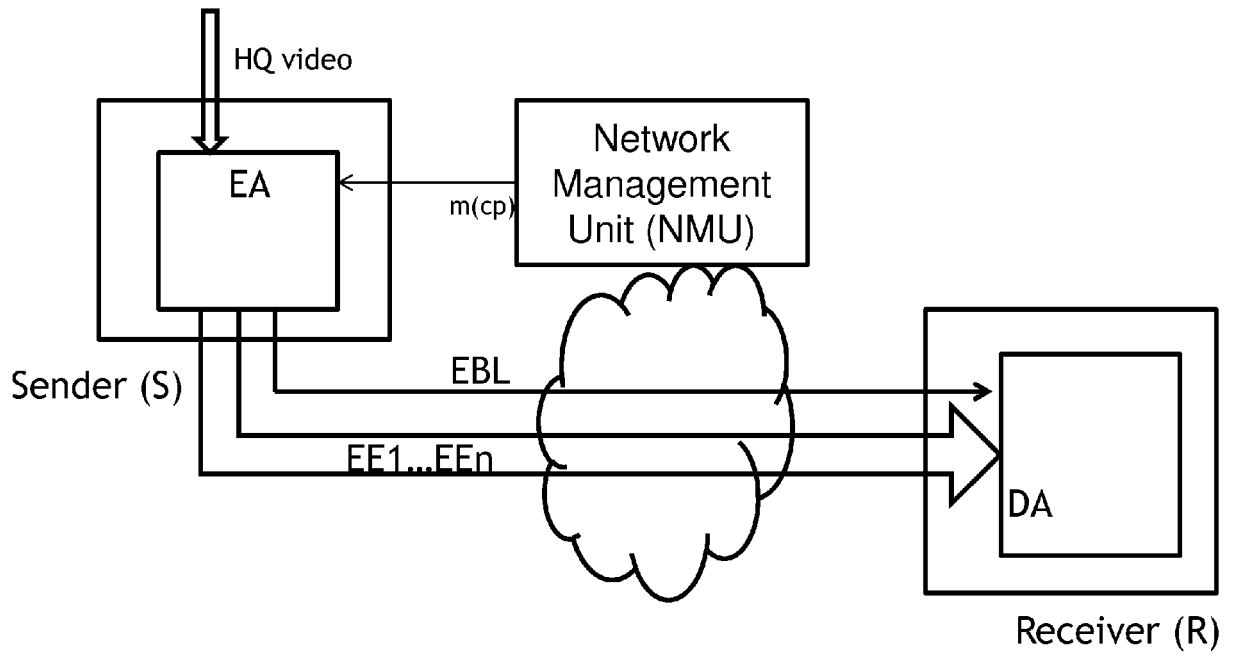 HQ video
EA
Network
Management
Unit (NMU)
m(cp)
Sender (S)
EBL
EE1...EEn
DA
Receiver (R)